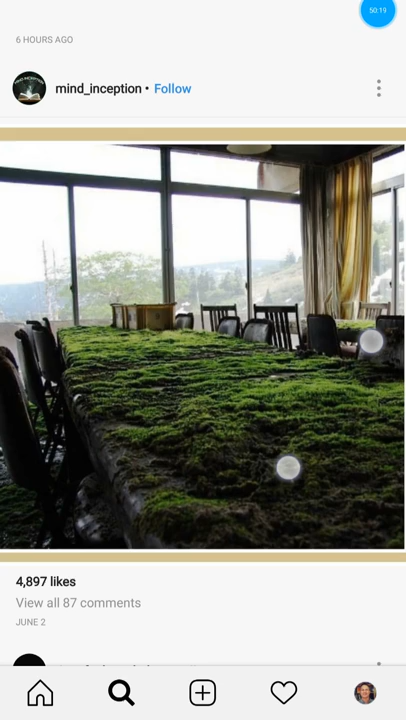 50:19
6 HOURS AGO
mind_inception • Follow
4,897 likes
View all 87 comments
JUNE 2